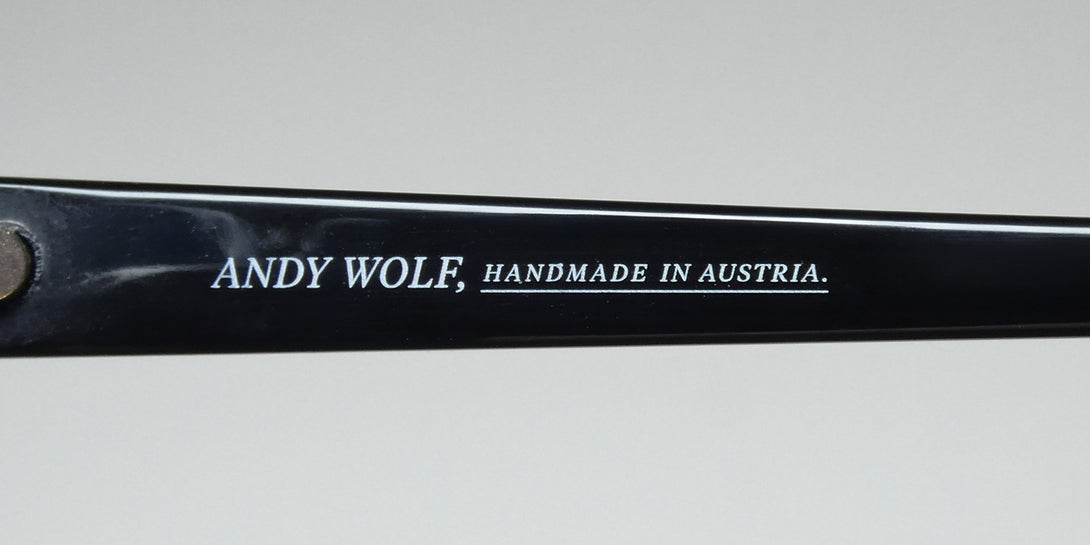 ANDY WOLF, HANDMADE IN AUSTRIA.